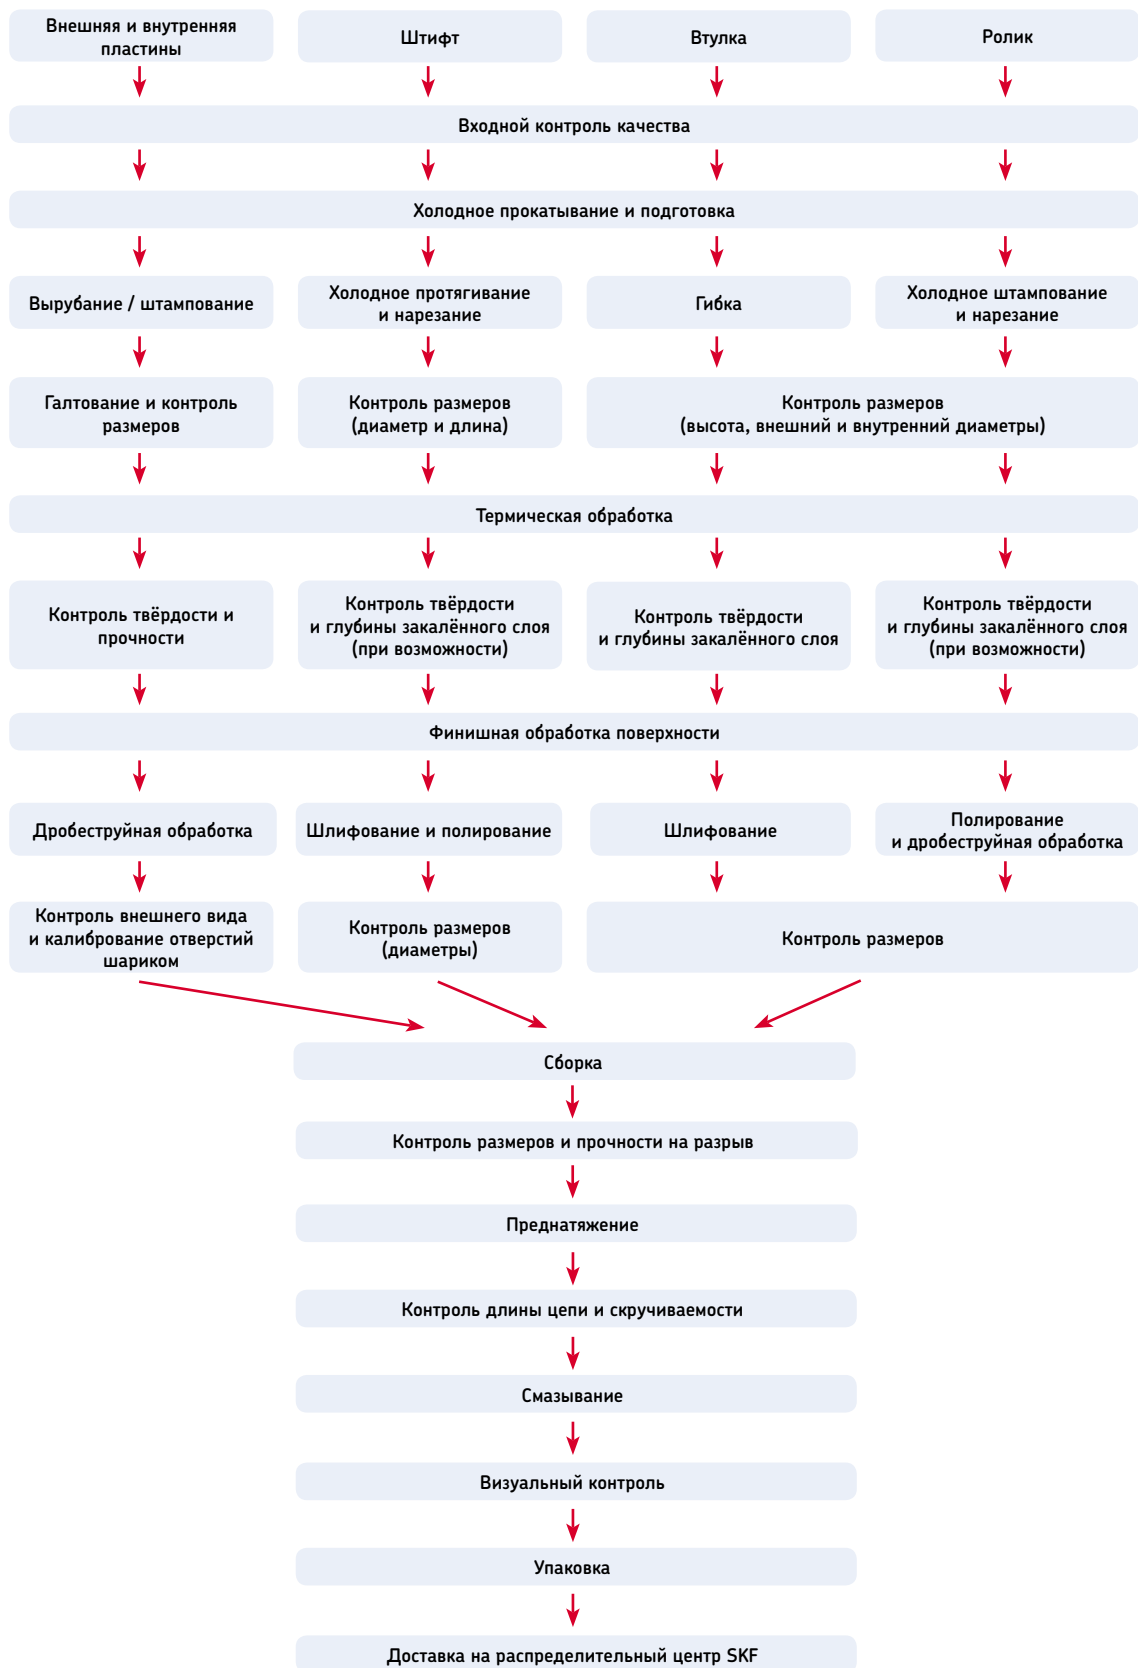 Внешняя и внутренняя
пластины
Штифт
Втулка
Ролик
Входной контроль качества
Холодное прокатывание и подготовка
Вырубание / штампование
Холодное протягивание
и нарезание
Гибка
Холодное штампование
и нарезание
Галтование и контроль
размеров
Контроль размеров
(диаметр и длина)
Контроль размеров
(высота, внешний и внутренний диаметры)
Термическая обработка
Контроль твёрдости и
прочности
Контроль твёрдости
и глубины закалённого слоя
(при возможности)
Контроль твёрдости
и глубины закалённого слоя
Контроль твёрдости
и глубины закалённого слоя
(при возможности)
Финишная обработка поверхности
Дробеструйная обработка
Шлифование и полирование
Шлифование
Полирование
и дробеструйная обработка
Контроль внешнего вида
и калибрование отверстий
шариком
Контроль размеров
(диаметры)
Контроль размеров
Сборка
Контроль размеров и прочности на разрыв
Преднатяжение
Контроль длины цепи и скручиваемости
Смазывание
Визуальный контроль
Упаковка
Доставка на распределительный центр SKF